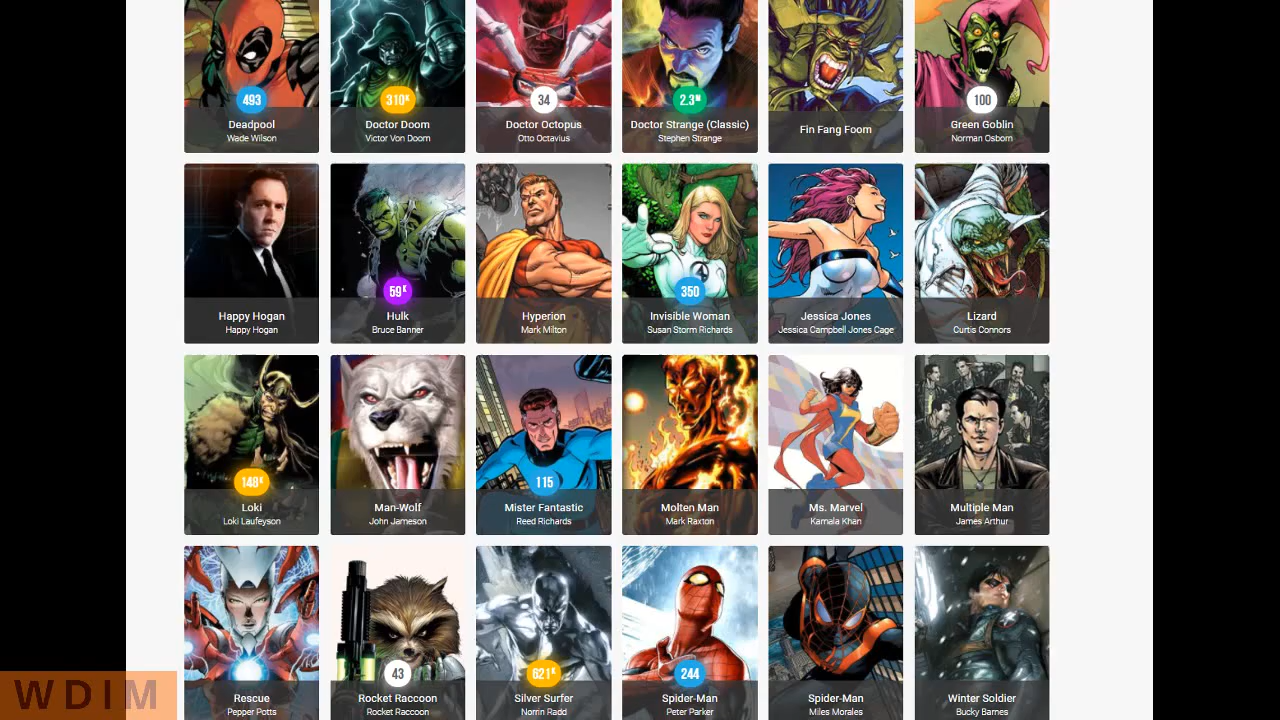 493
Deadpool
Wade Wilson
310K
Doctor Doom
Victor Von Doom
34
Doctor Octopus
Otto Octavius
2.3M
Doctor Strange (Classic)
Stephen Strange
Fin Fang Foom
100
Green Goblin
Norman Osborn
Happy Hogan
Happy Hogan
59K
Hulk
Bruce Banner
Hyperion
Mark Milton
350
Invisible Woman
Susan Storm Richards
Jessica Jones
Jessica Campbell Jones Cage
Lizard
Curtis Connors
148K
Loki
Loki Laufeyson
Man-Wolf
John Jameson
115
Mister Fantastic
Reed Richards
Molten Man
Mark Raxton
Ms. Marvel
Kamala Khan
Multiple Man
James Arthur
Rescue
Pepper Potts
43
Rocket Raccoon
Rocket Raccoon
621K
Silver Surfer
Norrin Radd
244
Spider-Man
Peter Parker
Spider-Man
Miles Morales
Winter Soldier
Bucky Barnes
WDIM